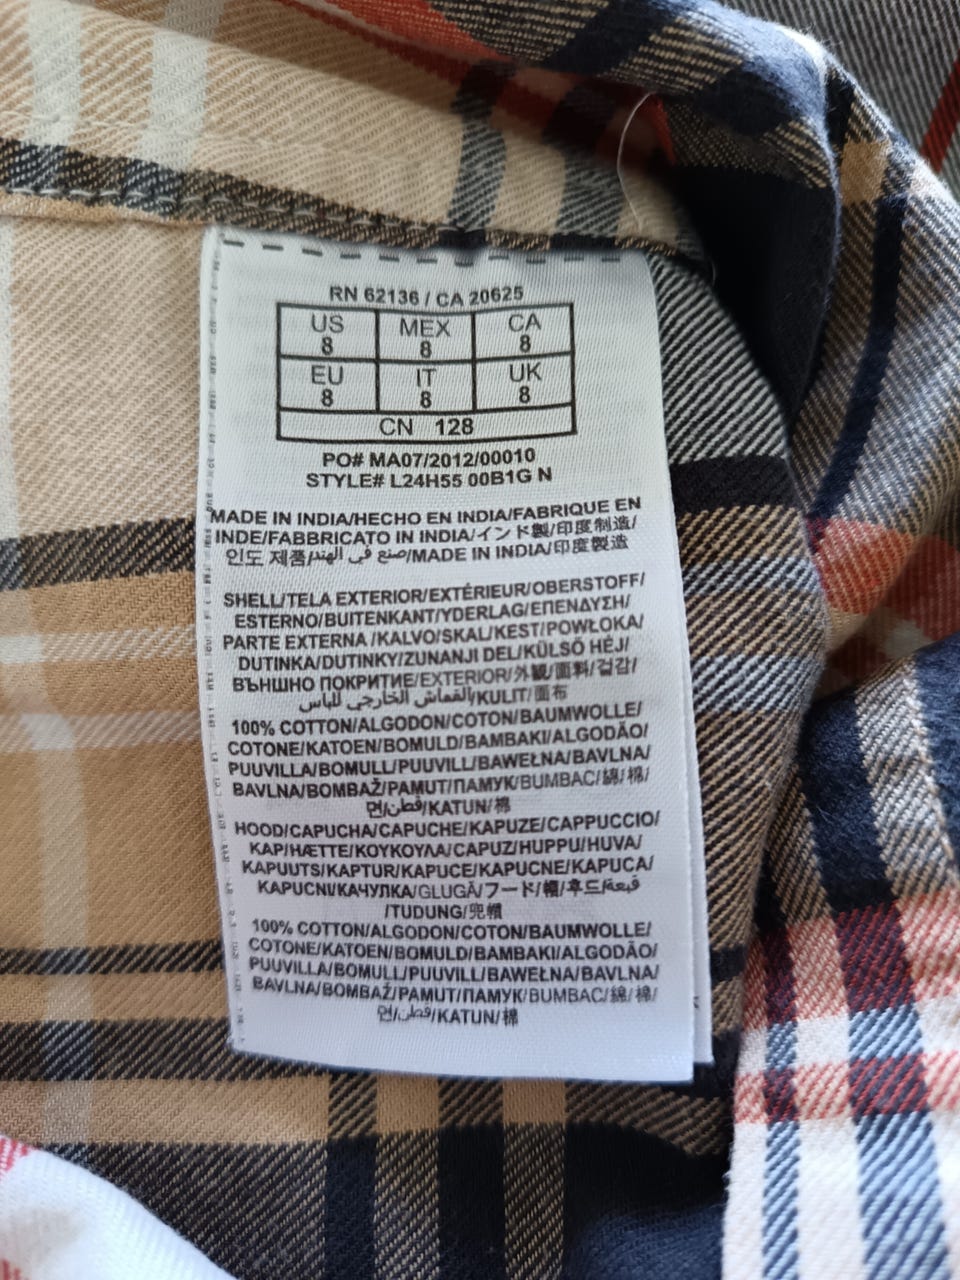 RN 62136 / CA 20625
US MEX CA
8 8 8
EU IT UK
8 8 8
CN 128
PO# MA07/2012/00010
STYLE# L24H55 00B1G N
MADE IN INDIA/HECHO EN INDIA/FABRIQUE EN
INDE/FABBRICATO IN INDIA/インド製/印度制造/
인도 제품/صنع في الهند/MADE IN INDIA/印度製造
SHELL/TELA EXTERIOR/EXTÉRIEUR/OBERSTOFF/
ESTERNO/BUITENKANT/YDERLAG/ΕΠΕΝΔΥΣΗ/
PARTE EXTERNA /KALVO/SKAL/KEST/POWŁOKA/
DUTINKA/DUTINKY/ZUNANJI DEL/KÜLSŐ HÉJ/
ВЪНШНО ПОКРИТИЕ/EXTERIOR/外観/面料/겉감/
القماش الخارجي للباس/KULIT/面布
100% COTTON/ALGODON/COTON/BAUMWOLLE/
COTONE/KATOEN/BOMULD/BAMBAKI/ALGODÃO/
PUUVILLA/BOMULL/PUUVILL/BAWEŁNA/BAVLNA/
BAVLNA/BOMBAŽ/PAMUT/ПАМУК/BUMBAC/綿/棉/
면/قطن/KATUN/棉
HOOD/CAPUCHA/CAPUCHE/KAPUZE/CAPPUCCIO/
KAP/HÆTTE/ΚΟΥΚΟΥΛΑ/CAPUZ/HUPPU/HUVA/
KAPUUTS/KAPTUR/KAPUCE/KAPUCNE/KAPUCA/
KAPUCNI/КАЧУЛКА/GLUGĂ/フード/帽/후드/قبعة
/TUDUNG/兜帽
100% COTTON/ALGODON/COTON/BAUMWOLLE/
COTONE/KATOEN/BOMULD/BAMBAKI/ALGODÃO/
PUUVILLA/BOMULL/PUUVILL/BAWEŁNA/BAVLNA/
BAVLNA/BOMBAŽ/PAMUT/ПАМУК/BUMBAC/綿/棉/
면/قطن/KATUN/棉